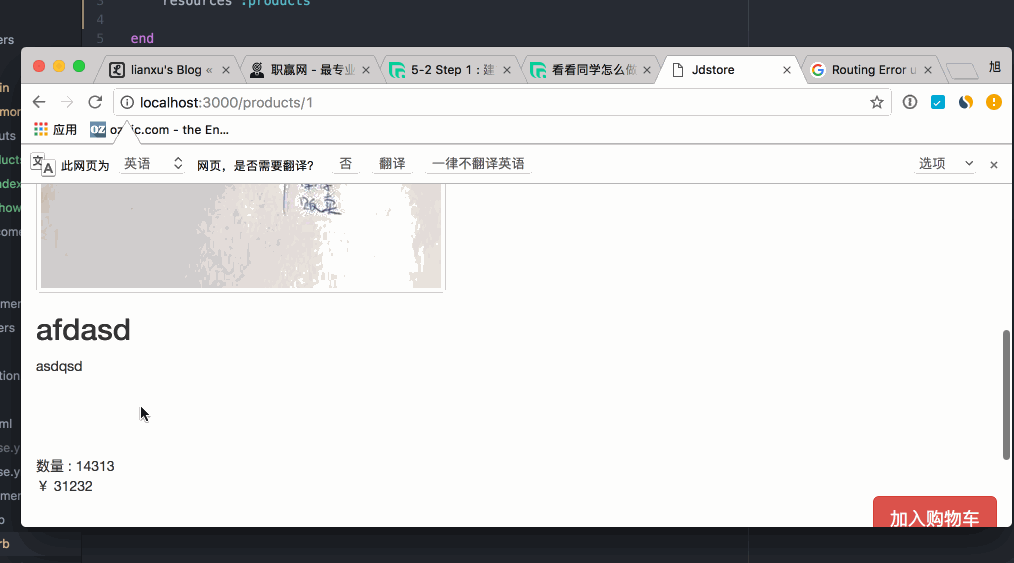 3 resources :products
4
5 end
lianxu's Blog «
职赢网 - 最专业
5-2 Step 1 : 建
看看同学怎么做
Jdstore
Routing Error u
旭
localhost:3000/products/1
应用
ic.com - the En...
此网页为 英语 网页，是否需要翻译？ 否 翻译 一律不翻译英语 选项
afdasd
asdqsd
数量 : 14313
¥ 31232
加入购物车